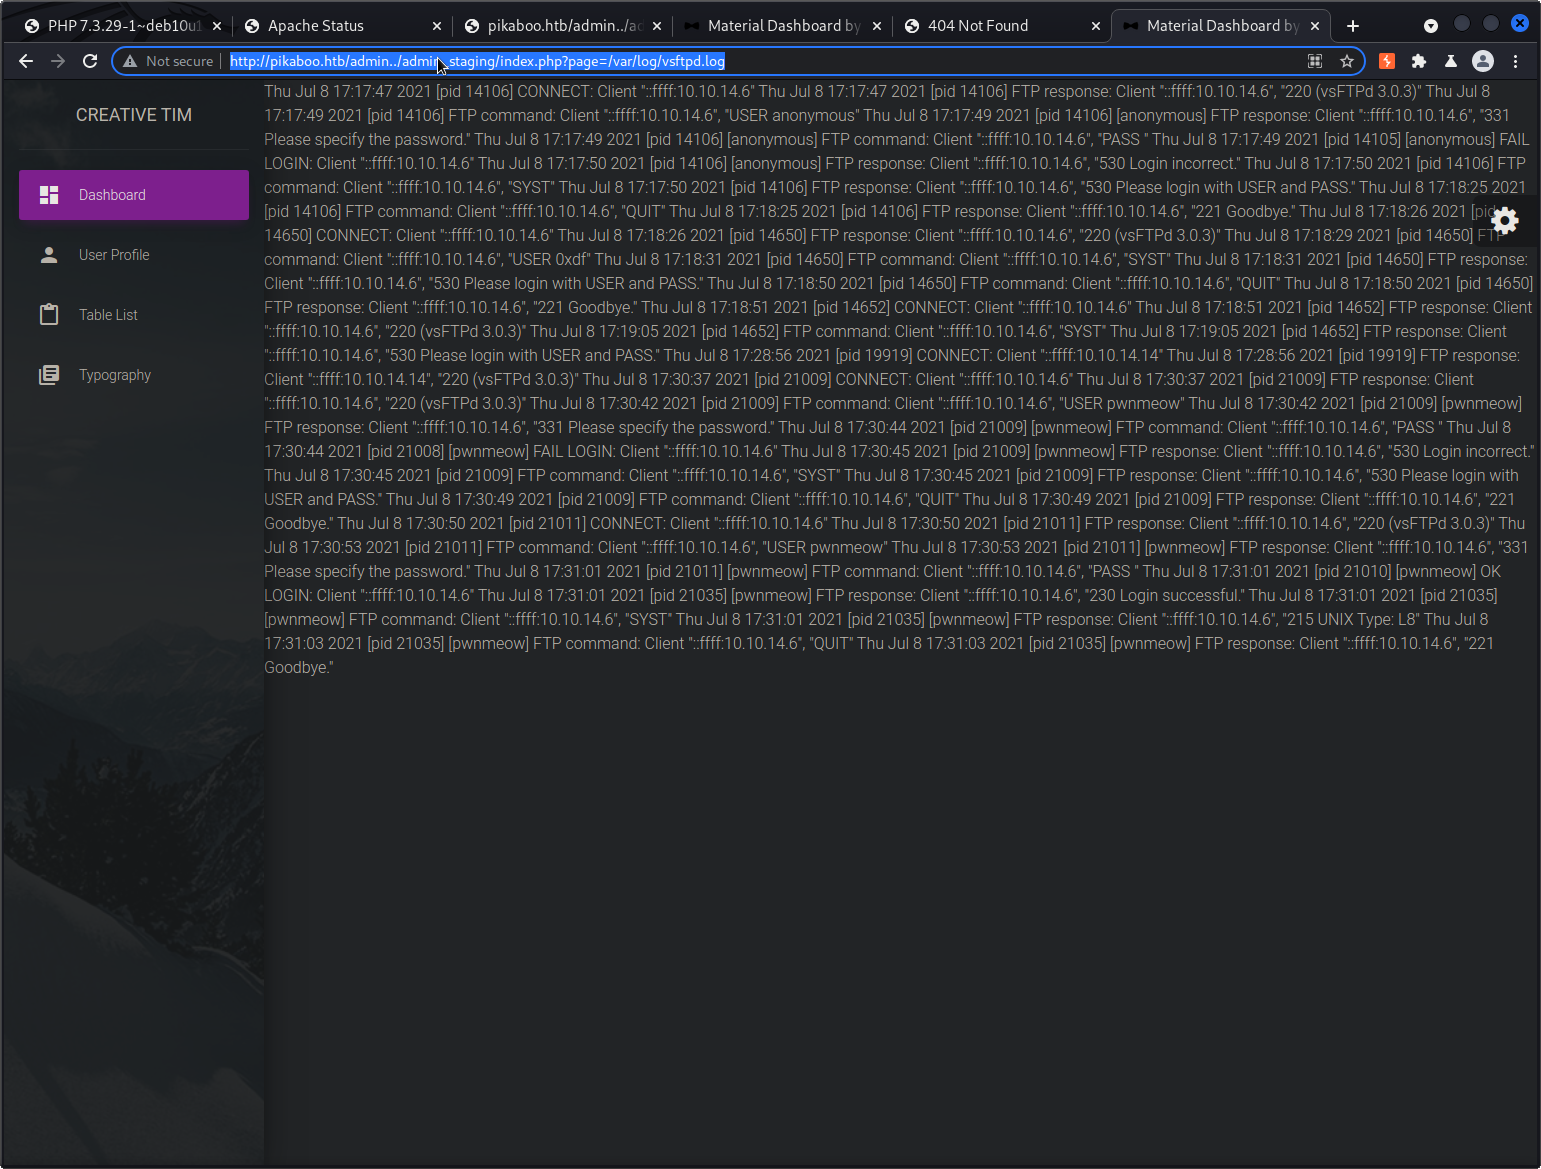 PHP 7.3.29-1~deb10u1
Apache Status
pikaboo.htb/admin../ad
Material Dashboard by
404 Not Found
Material Dashboard by
Not secure
http://pikaboo.htb/admin../admin_staging/index.php?page=/var/log/vsftpd.log
CREATIVE TIM
Dashboard
User Profile
Table List
Typography
Thu Jul 8 17:17:47 2021 [pid 14106] CONNECT: Client "::ffff:10.10.14.6" Thu Jul 8 17:17:47 2021 [pid 14106] FTP response: Client "::ffff:10.10.14.6", "220 (vsFTPd 3.0.3)" Thu Jul 8
17:17:49 2021 [pid 14106] FTP command: Client "::ffff:10.10.14.6", "USER anonymous" Thu Jul 8 17:17:49 2021 [pid 14106] [anonymous] FTP response: Client "::ffff:10.10.14.6", "331
Please specify the password." Thu Jul 8 17:17:49 2021 [pid 14106] [anonymous] FTP command: Client "::ffff:10.10.14.6", "PASS " Thu Jul 8 17:17:49 2021 [pid 14105] [anonymous] FAIL
LOGIN: Client "::ffff:10.10.14.6" Thu Jul 8 17:17:50 2021 [pid 14106] [anonymous] FTP response: Client "::ffff:10.10.14.6", "530 Login incorrect." Thu Jul 8 17:17:50 2021 [pid 14106] FTP
command: Client "::ffff:10.10.14.6", "SYST" Thu Jul 8 17:17:50 2021 [pid 14106] FTP response: Client "::ffff:10.10.14.6", "530 Please login with USER and PASS." Thu Jul 8 17:18:25 2021
[pid 14106] FTP command: Client "::ffff:10.10.14.6", "QUIT" Thu Jul 8 17:18:25 2021 [pid 14106] FTP response: Client "::ffff:10.10.14.6", "221 Goodbye." Thu Jul 8 17:18:26 2021 [pid
14650] CONNECT: Client "::ffff:10.10.14.6" Thu Jul 8 17:18:26 2021 [pid 14650] FTP response: Client "::ffff:10.10.14.6", "220 (vsFTPd 3.0.3)" Thu Jul 8 17:18:29 2021 [pid 14650] FTP
command: Client "::ffff:10.10.14.6", "USER 0xdf" Thu Jul 8 17:18:31 2021 [pid 14650] FTP command: Client "::ffff:10.10.14.6", "SYST" Thu Jul 8 17:18:31 2021 [pid 14650] FTP response:
Client "::ffff:10.10.14.6", "530 Please login with USER and PASS." Thu Jul 8 17:18:50 2021 [pid 14650] FTP command: Client "::ffff:10.10.14.6", "QUIT" Thu Jul 8 17:18:50 2021 [pid 14650]
FTP response: Client "::ffff:10.10.14.6", "221 Goodbye." Thu Jul 8 17:18:51 2021 [pid 14652] CONNECT: Client "::ffff:10.10.14.6" Thu Jul 8 17:18:51 2021 [pid 14652] FTP response: Client
"::ffff:10.10.14.6", "220 (vsFTPd 3.0.3)" Thu Jul 8 17:19:05 2021 [pid 14652] FTP command: Client "::ffff:10.10.14.6", "SYST" Thu Jul 8 17:19:05 2021 [pid 14652] FTP response: Client
"::ffff:10.10.14.6", "530 Please login with USER and PASS." Thu Jul 8 17:28:56 2021 [pid 19919] CONNECT: Client "::ffff:10.10.14.14" Thu Jul 8 17:28:56 2021 [pid 19919] FTP response:
Client "::ffff:10.10.14.14", "220 (vsFTPd 3.0.3)" Thu Jul 8 17:30:37 2021 [pid 21009] CONNECT: Client "::ffff:10.10.14.6" Thu Jul 8 17:30:37 2021 [pid 21009] FTP response: Client
"::ffff:10.10.14.6", "220 (vsFTPd 3.0.3)" Thu Jul 8 17:30:42 2021 [pid 21009] FTP command: Client "::ffff:10.10.14.6", "USER pwnmeow" Thu Jul 8 17:30:42 2021 [pid 21009] [pwnmeow]
FTP response: Client "::ffff:10.10.14.6", "331 Please specify the password." Thu Jul 8 17:30:44 2021 [pid 21009] [pwnmeow] FTP command: Client "::ffff:10.10.14.6", "PASS " Thu Jul 8
17:30:44 2021 [pid 21008] [pwnmeow] FAIL LOGIN: Client "::ffff:10.10.14.6" Thu Jul 8 17:30:45 2021 [pid 21009] [pwnmeow] FTP response: Client "::ffff:10.10.14.6", "530 Login incorrect."
Thu Jul 8 17:30:45 2021 [pid 21009] FTP command: Client "::ffff:10.10.14.6", "SYST" Thu Jul 8 17:30:45 2021 [pid 21009] FTP response: Client "::ffff:10.10.14.6", "530 Please login with
USER and PASS." Thu Jul 8 17:30:49 2021 [pid 21009] FTP command: Client "::ffff:10.10.14.6", "QUIT" Thu Jul 8 17:30:49 2021 [pid 21009] FTP response: Client "::ffff:10.10.14.6", "221
Goodbye." Thu Jul 8 17:30:50 2021 [pid 21011] CONNECT: Client "::ffff:10.10.14.6" Thu Jul 8 17:30:50 2021 [pid 21011] FTP response: Client "::ffff:10.10.14.6", "220 (vsFTPd 3.0.3)" Thu
Jul 8 17:30:53 2021 [pid 21011] FTP command: Client "::ffff:10.10.14.6", "USER pwnmeow" Thu Jul 8 17:30:53 2021 [pid 21011] [pwnmeow] FTP response: Client "::ffff:10.10.14.6", "331
Please specify the password." Thu Jul 8 17:31:01 2021 [pid 21011] [pwnmeow] FTP command: Client "::ffff:10.10.14.6", "PASS " Thu Jul 8 17:31:01 2021 [pid 21010] [pwnmeow] OK
LOGIN: Client "::ffff:10.10.14.6" Thu Jul 8 17:31:01 2021 [pid 21035] [pwnmeow] FTP response: Client "::ffff:10.10.14.6", "230 Login successful." Thu Jul 8 17:31:01 2021 [pid 21035]
[pwnmeow] FTP command: Client "::ffff:10.10.14.6", "SYST" Thu Jul 8 17:31:01 2021 [pid 21035] [pwnmeow] FTP response: Client "::ffff:10.10.14.6", "215 UNIX Type: L8" Thu Jul 8
17:31:03 2021 [pid 21035] [pwnmeow] FTP command: Client "::ffff:10.10.14.6", "QUIT" Thu Jul 8 17:31:03 2021 [pid 21035] [pwnmeow] FTP response: Client "::ffff:10.10.14.6", "221
Goodbye."